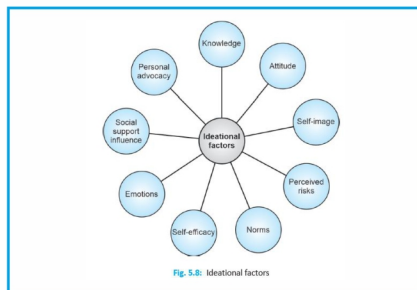 Knowledge
Personal
advocacy
Attitude
Social
support
influence
Ideational
factors
Self-image
Emotions
Perceived
risks
Self-efficacy
Norms
Fig. 5.8: Ideational factors